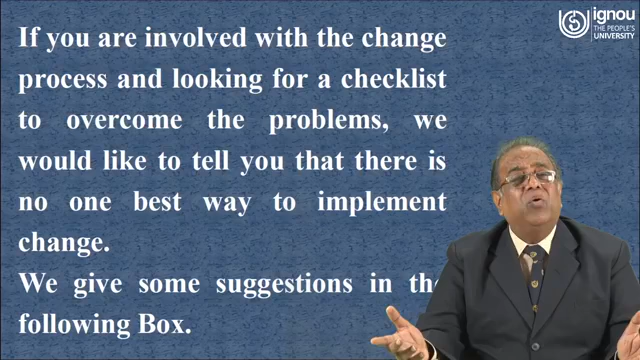 If you are involved with the change
process and looking for a checklist
to overcome the problems, we
would like to tell you that there is
no one best way to implement
change.
We give some suggestions in the
following Box.
ignou
THE PEOPLE'S
UNIVERSITY